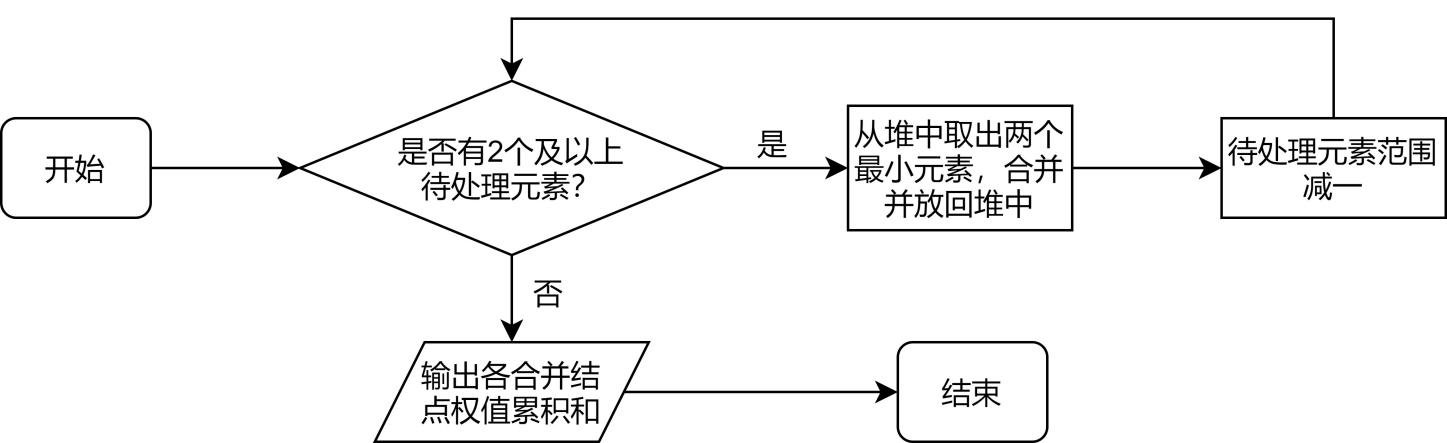 开始
是否有2个及以上
待处理元素？
是
从堆中取出两个
最小元素，合并
并放回堆中
待处理元素范围
减一
否
输出各合并结
点权值累积和
结束